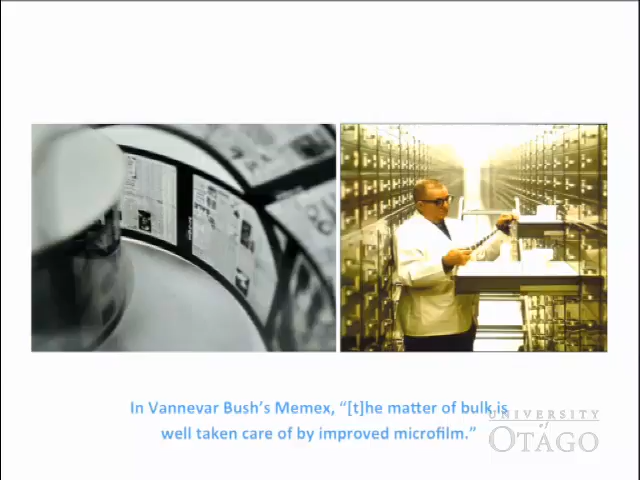 In Vannevar Bush's Memex, “[t]he matter of bulk is
well taken care of by improved microfilm.”
UNIVERSITY
of
OTAGO